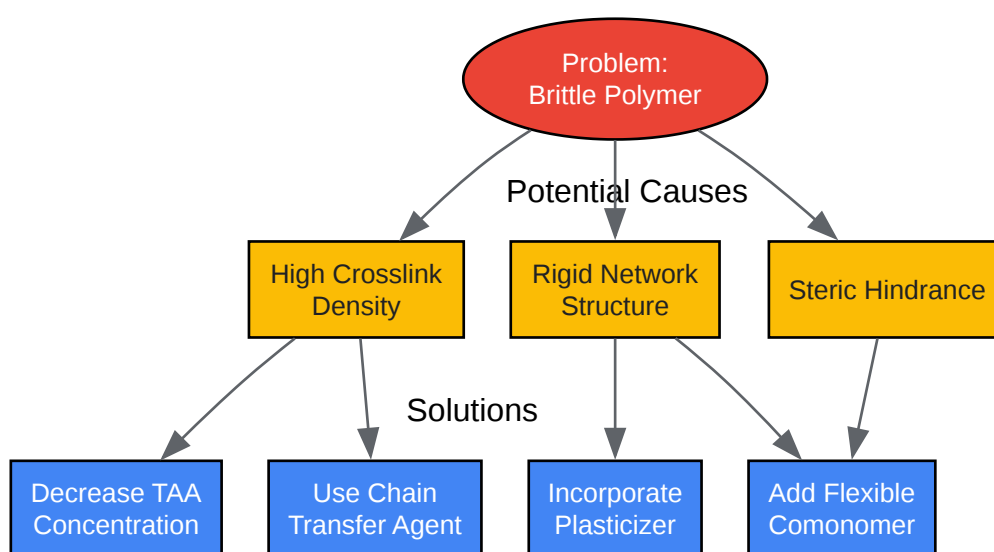 Problem:
Brittle Polymer
Potential Causes
High Crosslink
Density
Rigid Network
Structure
Steric Hindrance
Solutions
Decrease TAA
Concentration
Use Chain
Transfer Agent
Incorporate
Plasticizer
Add Flexible
Comonomer